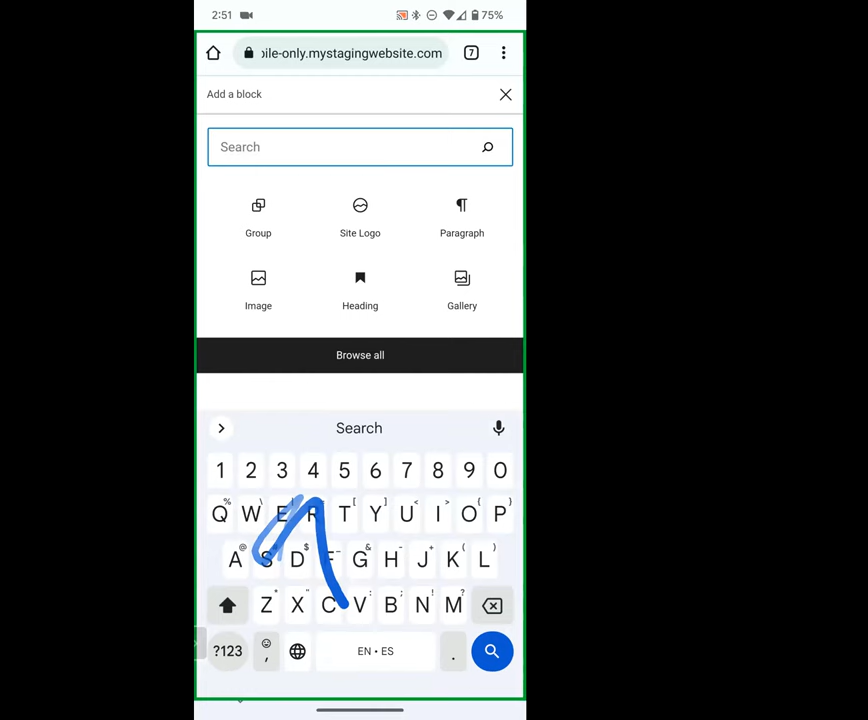 2:51 75%
ile-only.mystagingwebsite.com 7
Add a block
Search
Group Site Logo Paragraph
Image Heading Gallery
Browse all
Search
1 2 3 4 5 6 7 8 9 0
% \ | [ ] < > { }
Q W E R T Y U I O P
@ # $ _ & - + ( )
A S D F G H J K L
* " ' : ; ! ?
Z X C V B N M
?123 , EN • ES .